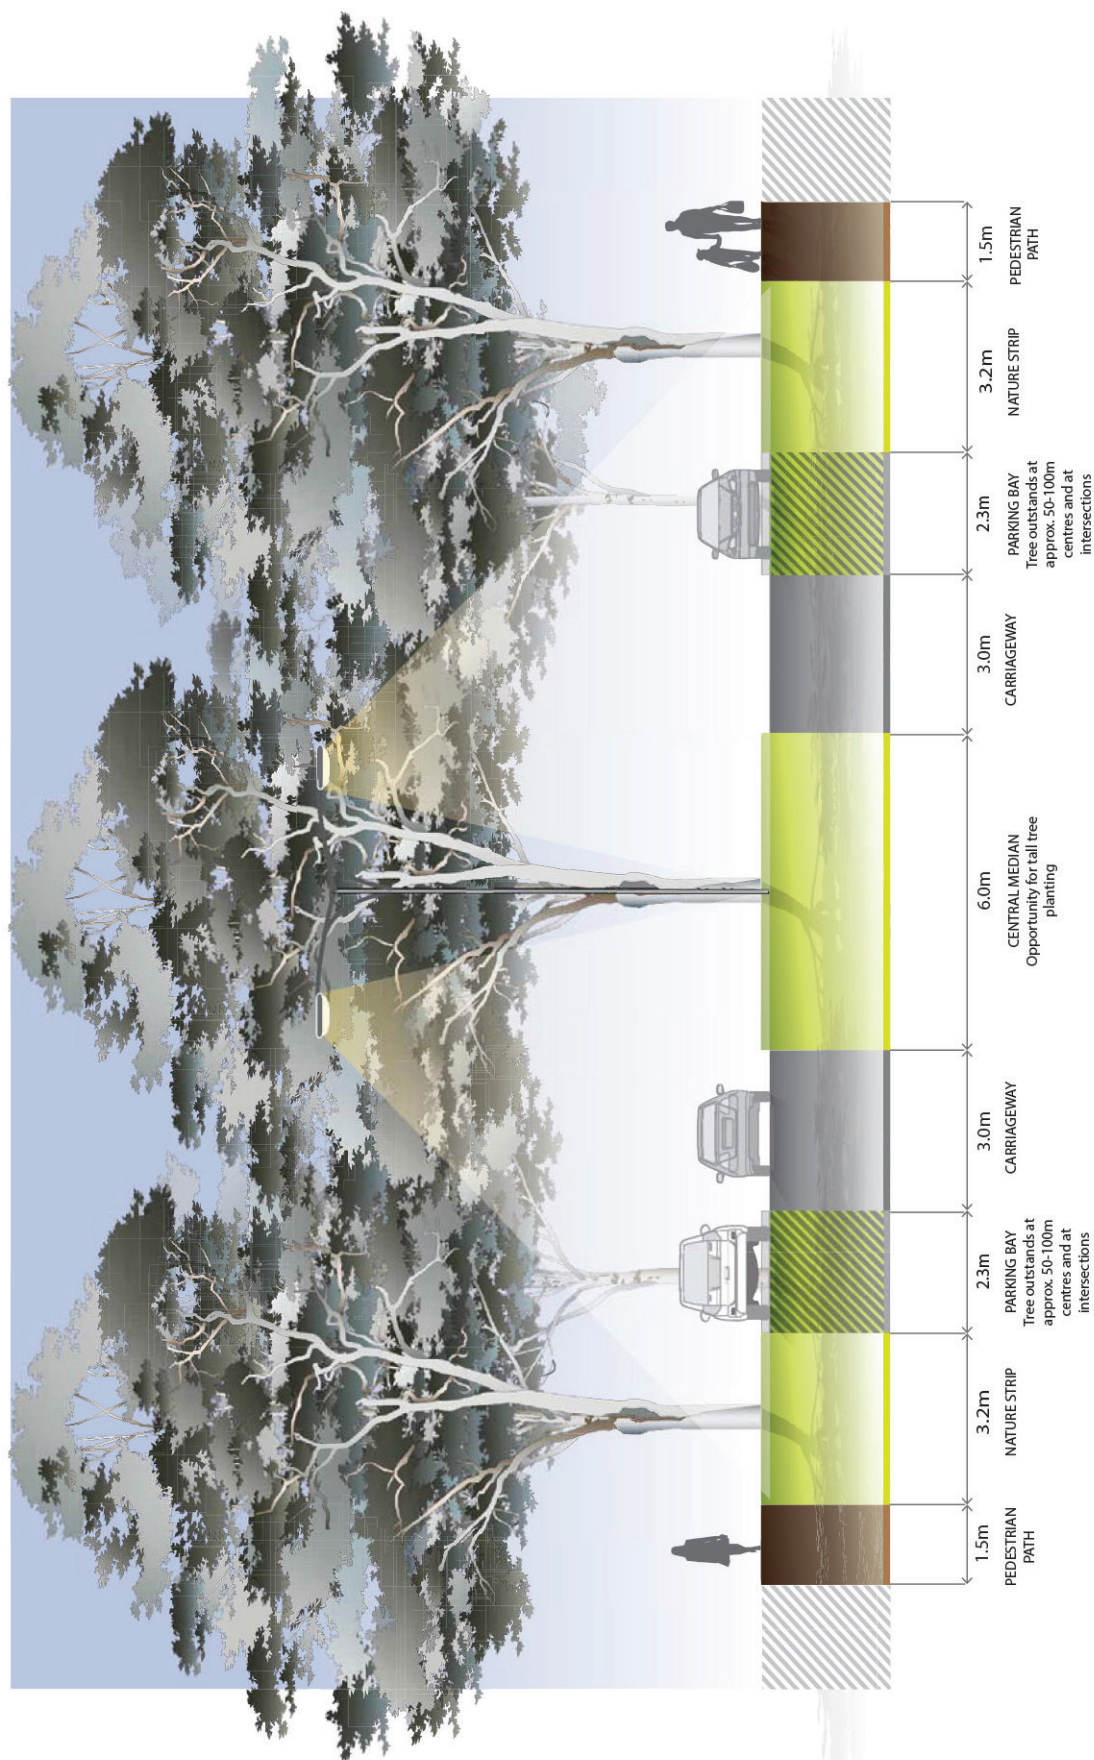 1.5m
PEDESTRIAN
PATH
3.2m
NATURE STRIP
2.3m
PARKING BAY
Tree outstands at
approx. 50-100m
centres and at
intersections
3.0m
CARRIAGEWAY
6.0m
CENTRAL MEDIAN
Opportunity for tall tree
planting
3.0m
CARRIAGEWAY
2.3m
PARKING BAY
Tree outstands at
approx. 50-100m
centres and at
intersections
3.2m
NATURE STRIP
1.5m
PEDESTRIAN
PATH